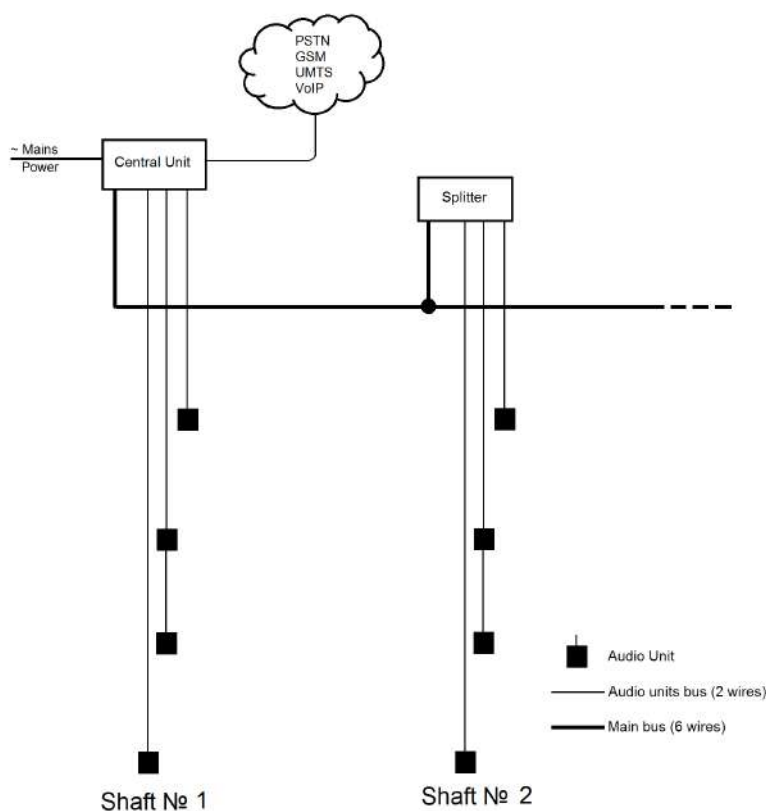 PSTN
GSM
UMTS
VoIP
~ Mains
Power
Central Unit
Splitter
Audio Unit
Audio units bus (2 wires)
Main bus (6 wires)
Shaft № 1
Shaft № 2